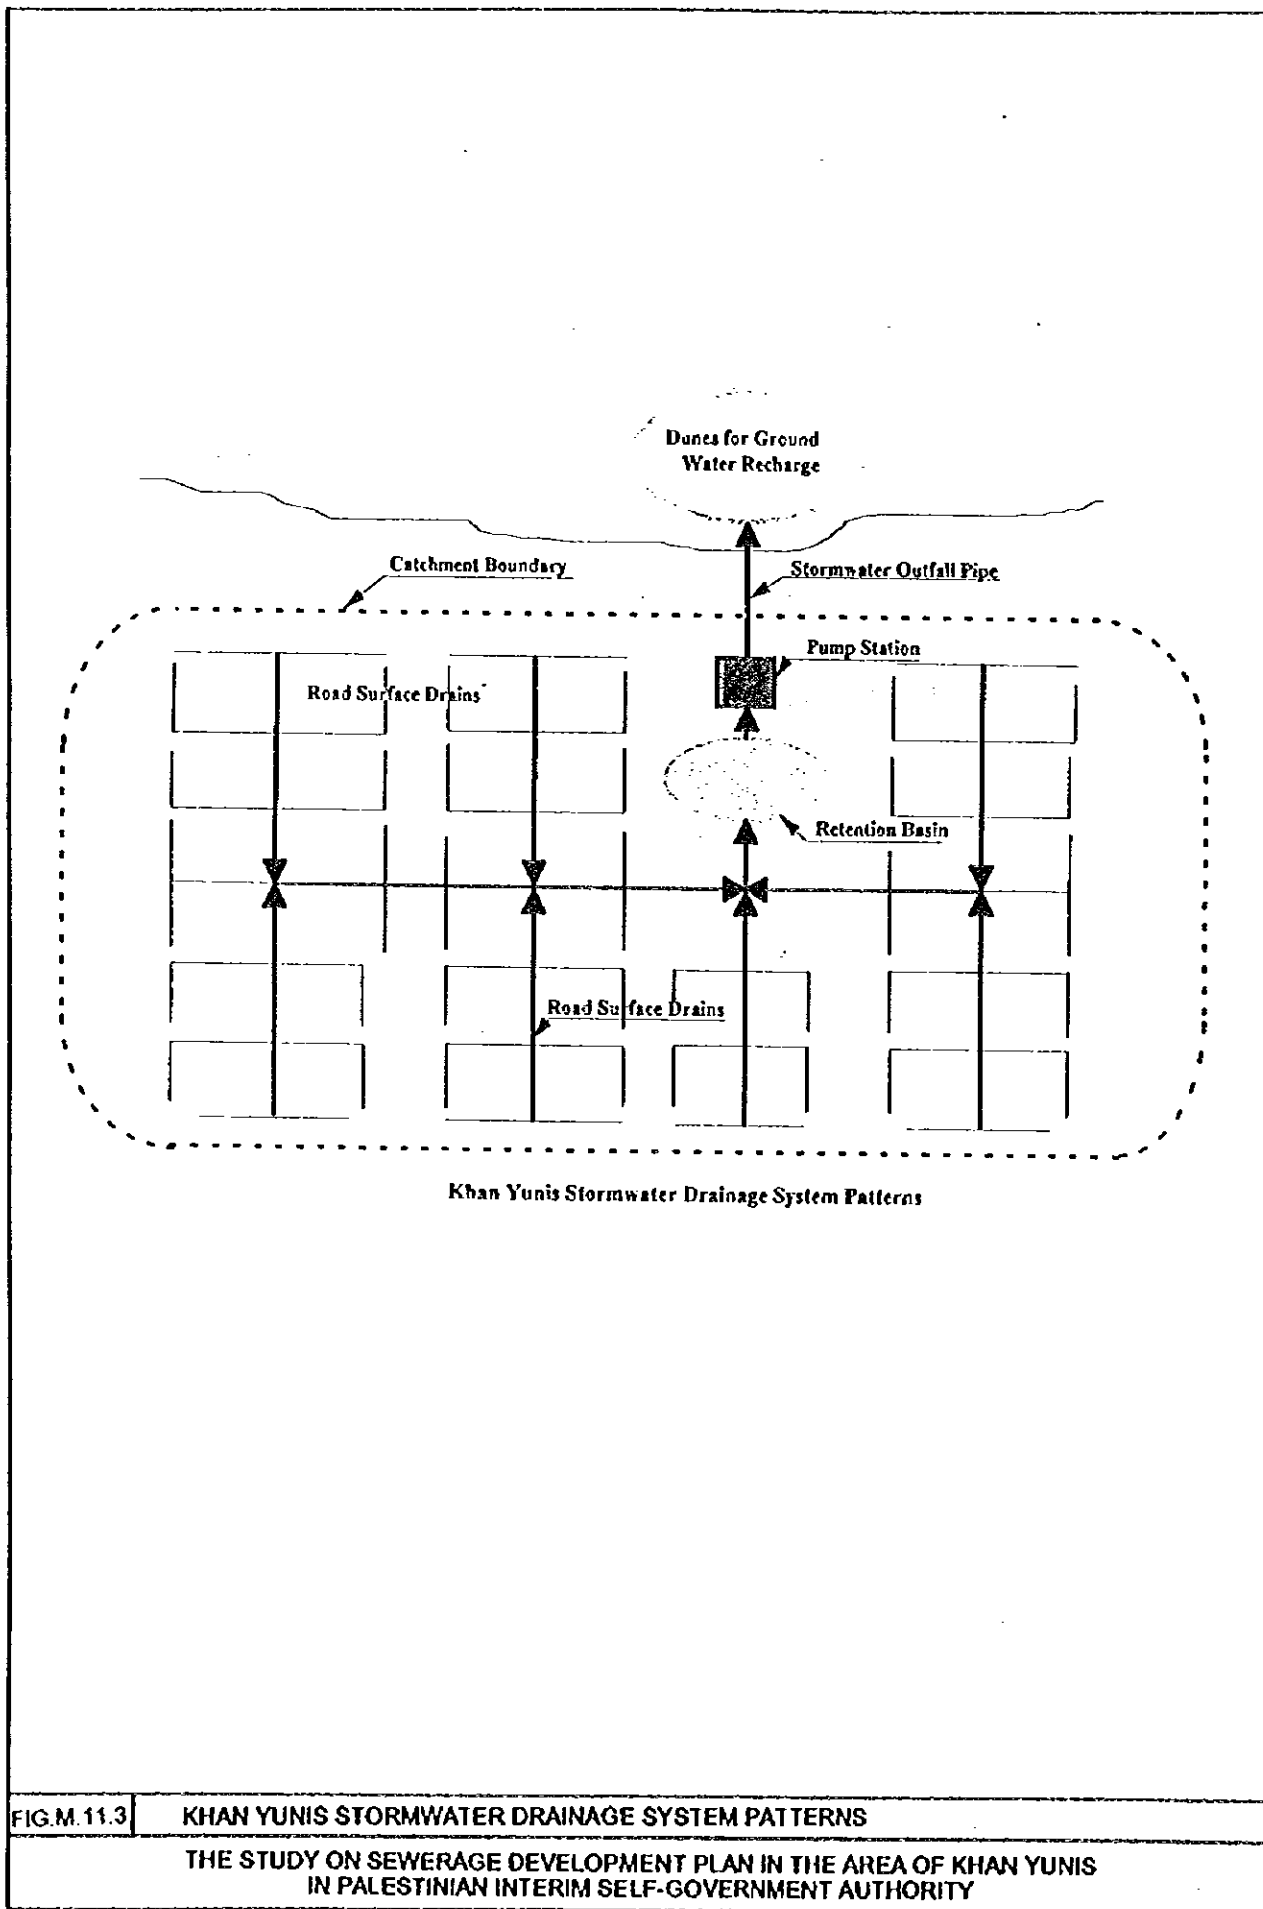 Dunes for Ground
Water Recharge
Catchment Boundary
Stormwater Outfall Pipe
Pump Station
Road Surface Drains
Retention Basin
Road Surface Drains
Khan Yunis Stormwater Drainage System Patterns
FIG.M.11.3
KHAN YUNIS STORMWATER DRAINAGE SYSTEM PATTERNS
THE STUDY ON SEWERAGE DEVELOPMENT PLAN IN THE AREA OF KHAN YUNIS
IN PALESTINIAN INTERIM SELF-GOVERNMENT AUTHORITY